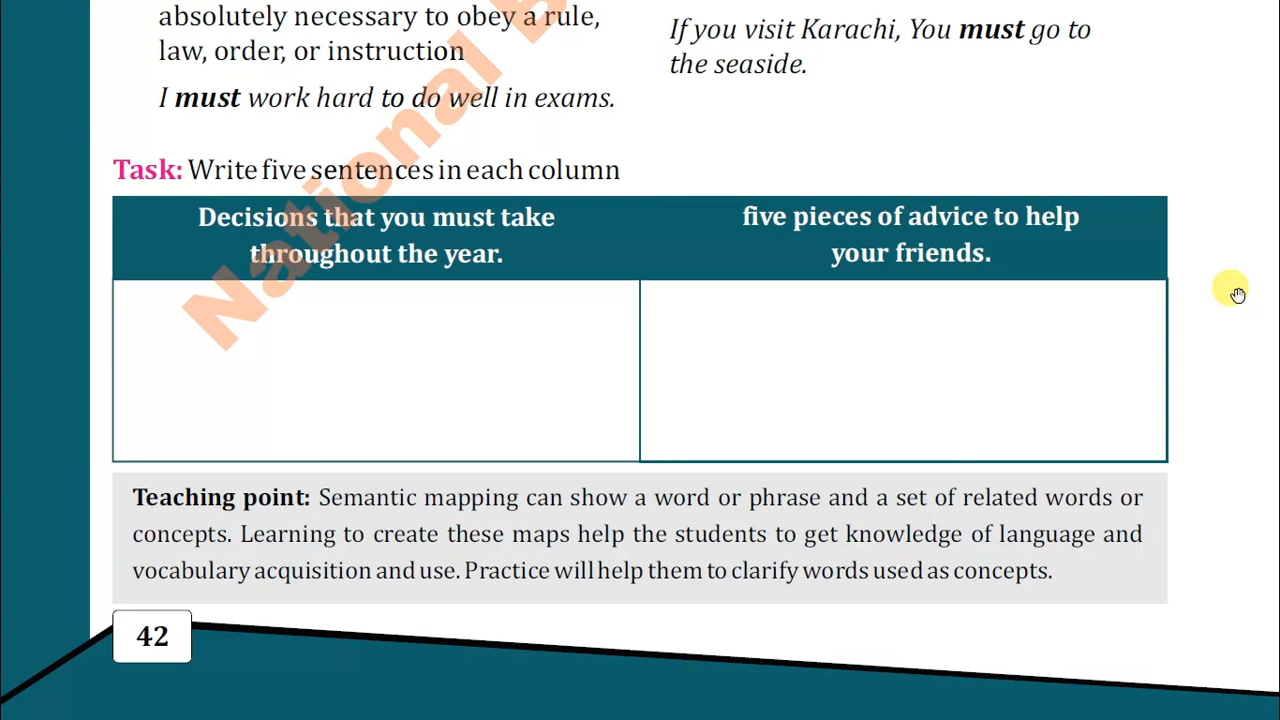 absolutely necessary to obey a rule,
law, order, or instruction
I must work hard to do well in exams.
If you visit Karachi, You must go to
the seaside.
Task: Write five sentences in each column
Decisions that you must take
throughout the year.
five pieces of advice to help
your friends.
National B
Teaching point: Semantic mapping can show a word or phrase and a set of related words or
concepts. Learning to create these maps help the students to get knowledge of language and
vocabulary acquisition and use. Practice will help them to clarify words used as concepts.
42